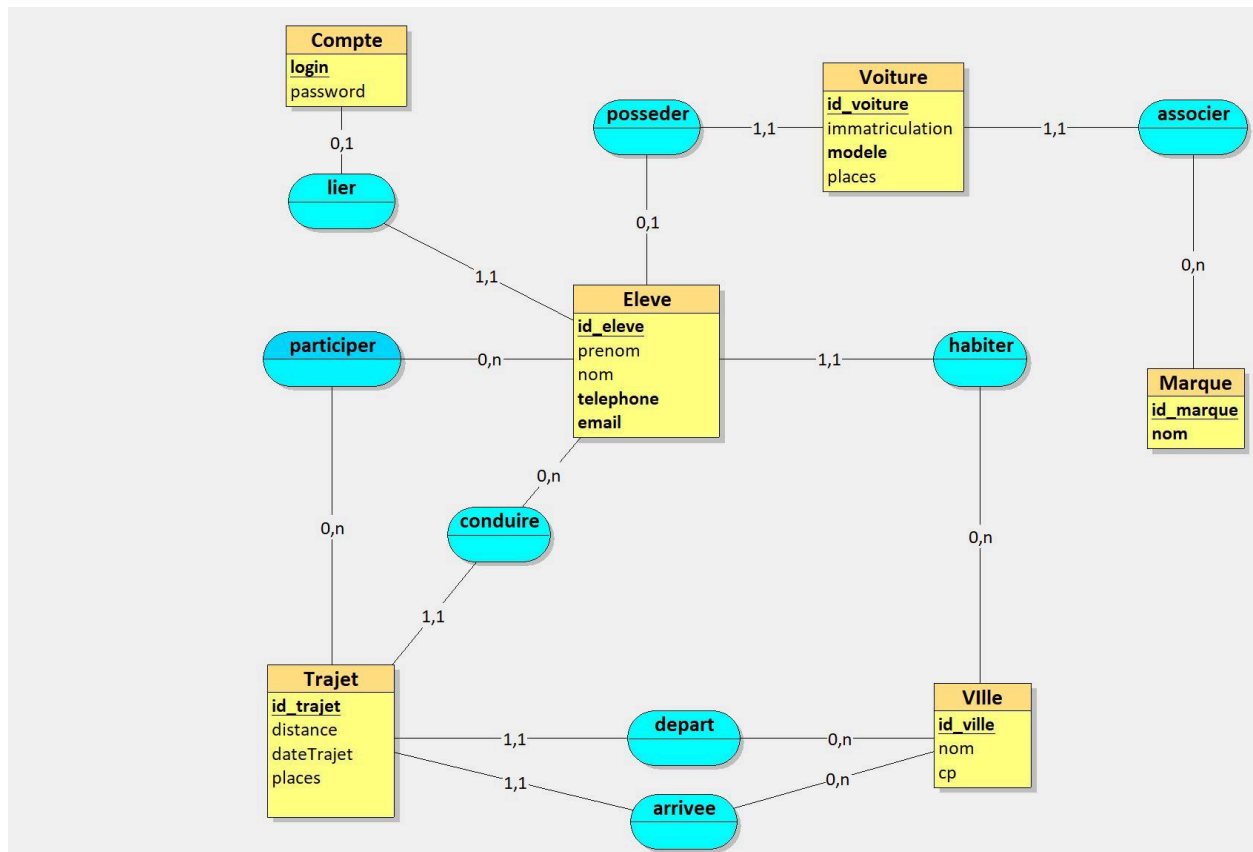 Compte
login
password
0,1
lier
1,1
posseder
1,1
0,1
Voiture
id_voiture
immatriculation
modele
places
1,1
associer
0,n
Marque
id_marque
nom
Eleve
id_eleve
prenom
nom
telephone
email
participer
0,n
0,n
1,1
habiter
0,n
0,n
conduire
1,1
Trajet
id_trajet
distance
dateTrajet
places
1,1
depart
0,n
1,1
arrivee
0,n
VIlle
id_ville
nom
cp